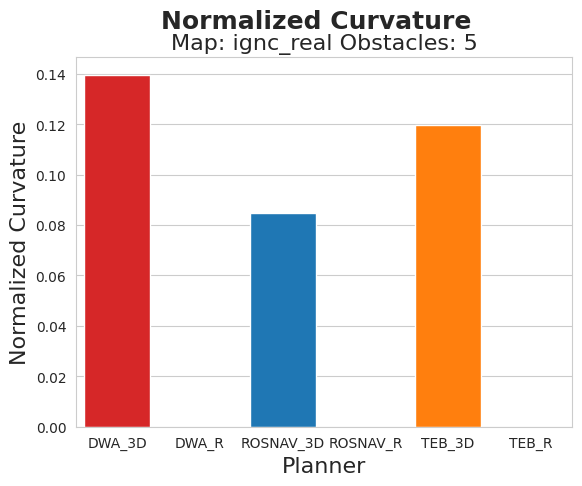 Normalized Curvature
Map: ignc_real Obstacles: 5
Normalized Curvature
0.14
0.12
0.10
0.08
0.06
0.04
0.02
0.00
DWA_3D DWA_R ROSNAV_3D ROSNAV_R TEB_3D TEB_R
Planner